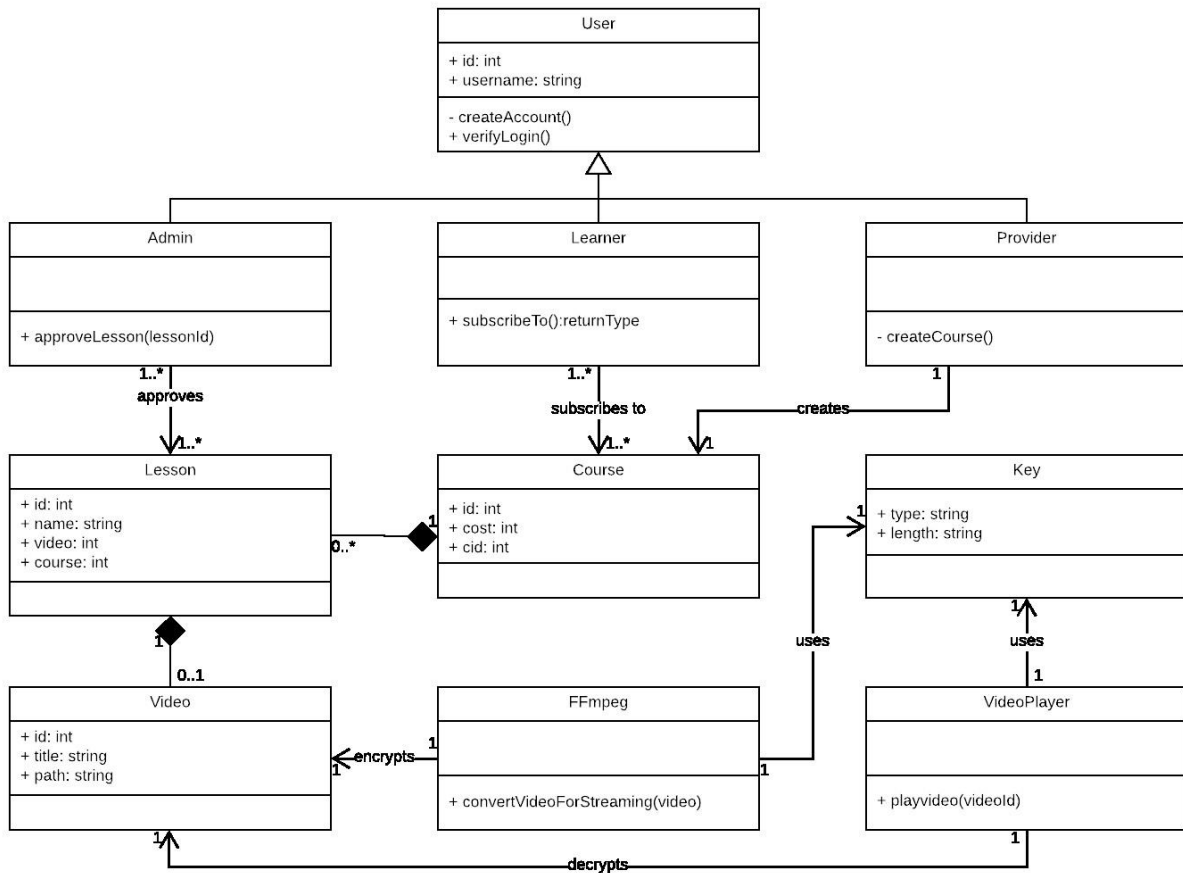 User
+ id: int
+ username: string
- createAccount()
+ verifyLogin()
Admin
+ approveLesson(lessonId)
Learner
+ subscribeTo():returnType
Provider
- createCourse()
1..*
approves
1..*
1..*
subscribes to
1..*
1
creates
1
Lesson
+ id: int
+ name: string
+ video: int
+ course: int
0..*
1
Course
+ id: int
+ cost: int
+ cid: int
Key
+ type: string
+ length: string
1
1
uses
1
uses
1
1
0..1
Video
+ id: int
+ title: string
+ path: string
1
encrypts
1
FFmpeg
+ convertVideoForStreaming(video)
1
VideoPlayer
+ playvideo(videoId)
1
decrypts
1